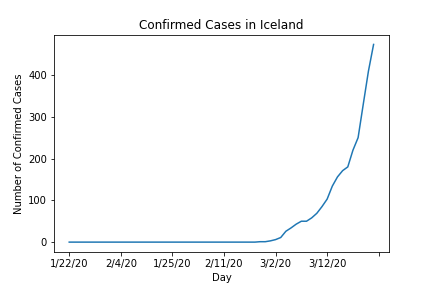 Confirmed Cases in Iceland
Number of Confirmed Cases
400
300
200
100
0
1/22/20 2/4/20 1/25/20 2/11/20 3/2/20 3/12/20
Day